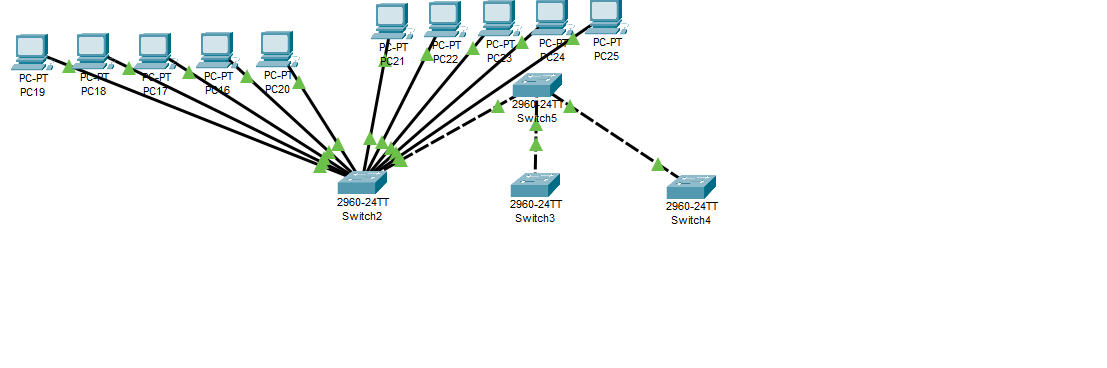 PC-PT
PC19
PC-PT
PC18
PC-PT
PC17
PC-PT
PC16
PC-PT
PC20
PC-PT
PC21
PC-PT
PC22
PC-PT
PC23
PC-PT
PC24
PC-PT
PC25
2960-24TT
Switch5
2960-24TT
Switch2
2960-24TT
Switch3
2960-24TT
Switch4